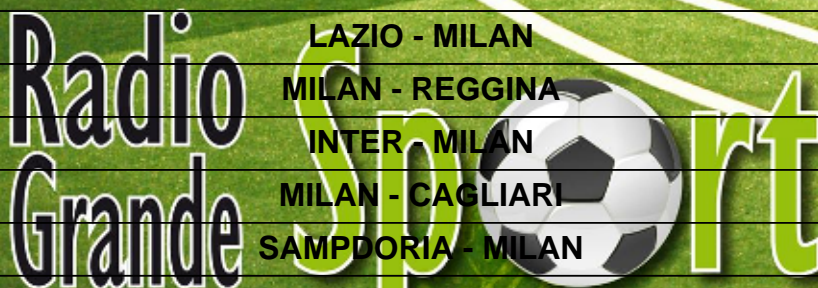 LAZIO - MILAN
MILAN - REGGINA
INTER - MILAN
MILAN - CAGLIARI
SAMPDORIA - MILAN
Radio
Grande
Sport